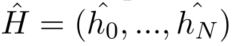 Ĥ = (ĥ₀, ..., ĥ_N)